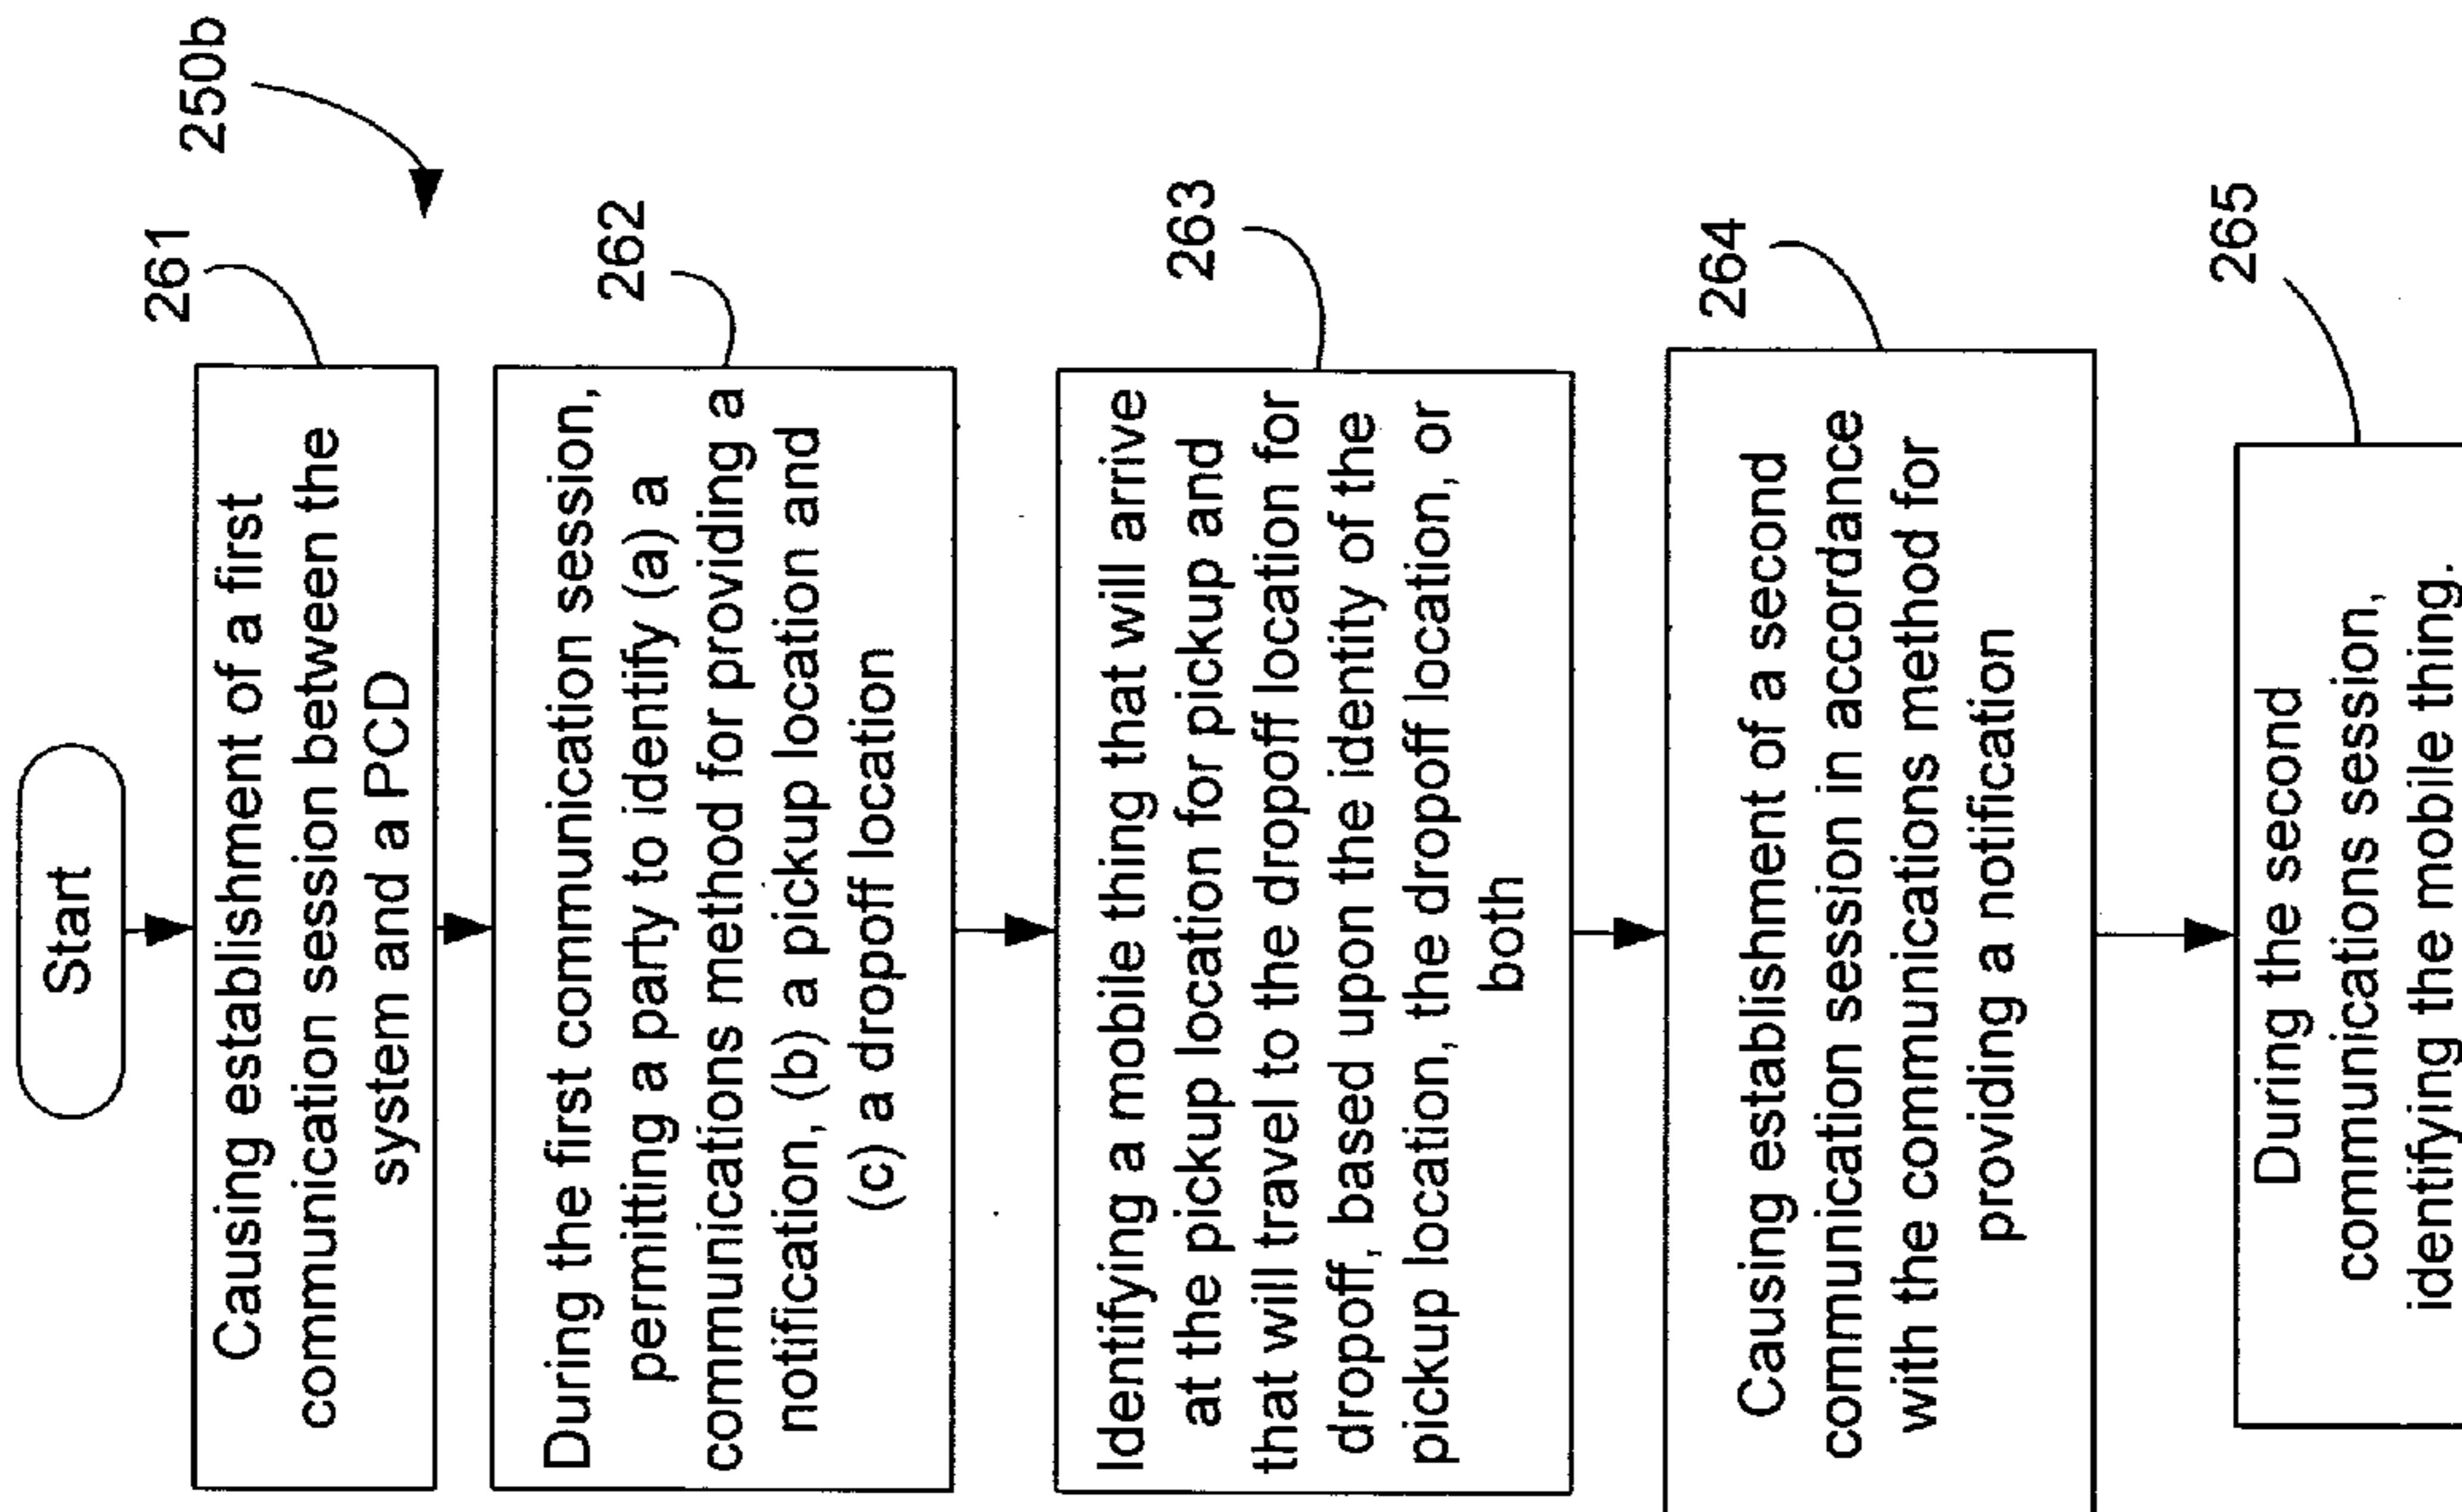 250b
Start
261
Causing establishment of a first
communication session between the
system and a PCD
262
During the first communication session,
permitting a party to identify (a) a
communications method for providing a
notification, (b) a pickup location and
(c) a dropoff location
263
Identifying a mobile thing that will arrive
at the pickup location for pickup and
that will travel to the dropoff location for
dropoff, based upon the identity of the
pickup location, the dropoff location, or
both
264
Causing establishment of a second
communication session in accordance
with the communications method for
providing a notification
265
During the second
communications session,
identifying the mobile thing.